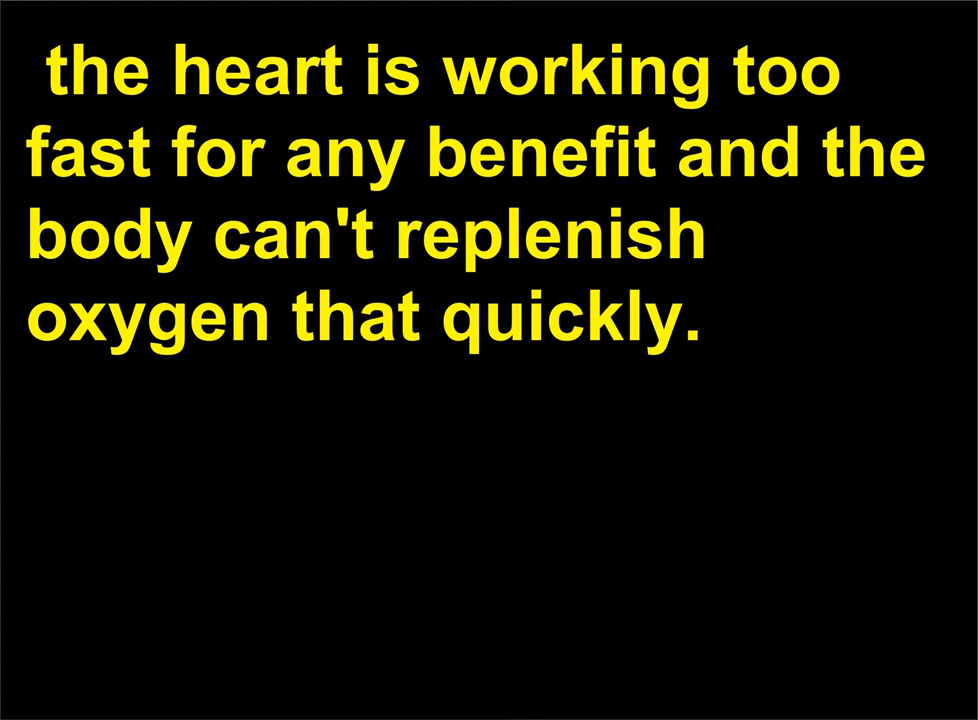 the heart is working too
fast for any benefit and the
body can't replenish
oxygen that quickly.